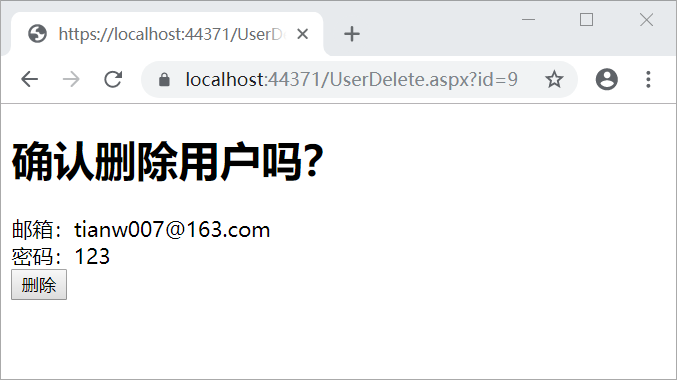 https://localhost:44371/UserD
localhost:44371/UserDelete.aspx?id=9
确认删除用户吗?
邮箱：tianw007@163.com
密码：123
删除